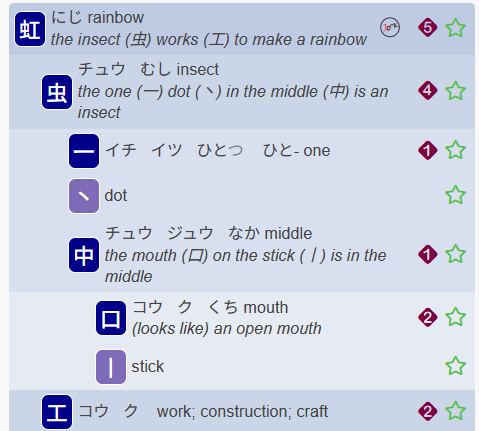 虹 にじ rainbow 5
the insect (虫) works (工) to make a rainbow
虫 チュウ むし insect 4
the one (一) dot (丶) in the middle (中) is an
insect
一 イチ イツ ひとつ ひと- one 1
丶 dot
中 チュウ ジュウ なか middle 1
the mouth (口) on the stick (丨) is in the
middle
口 コウ ク くち mouth 2
(looks like) an open mouth
丨 stick
工 コウ ク work; construction; craft 2